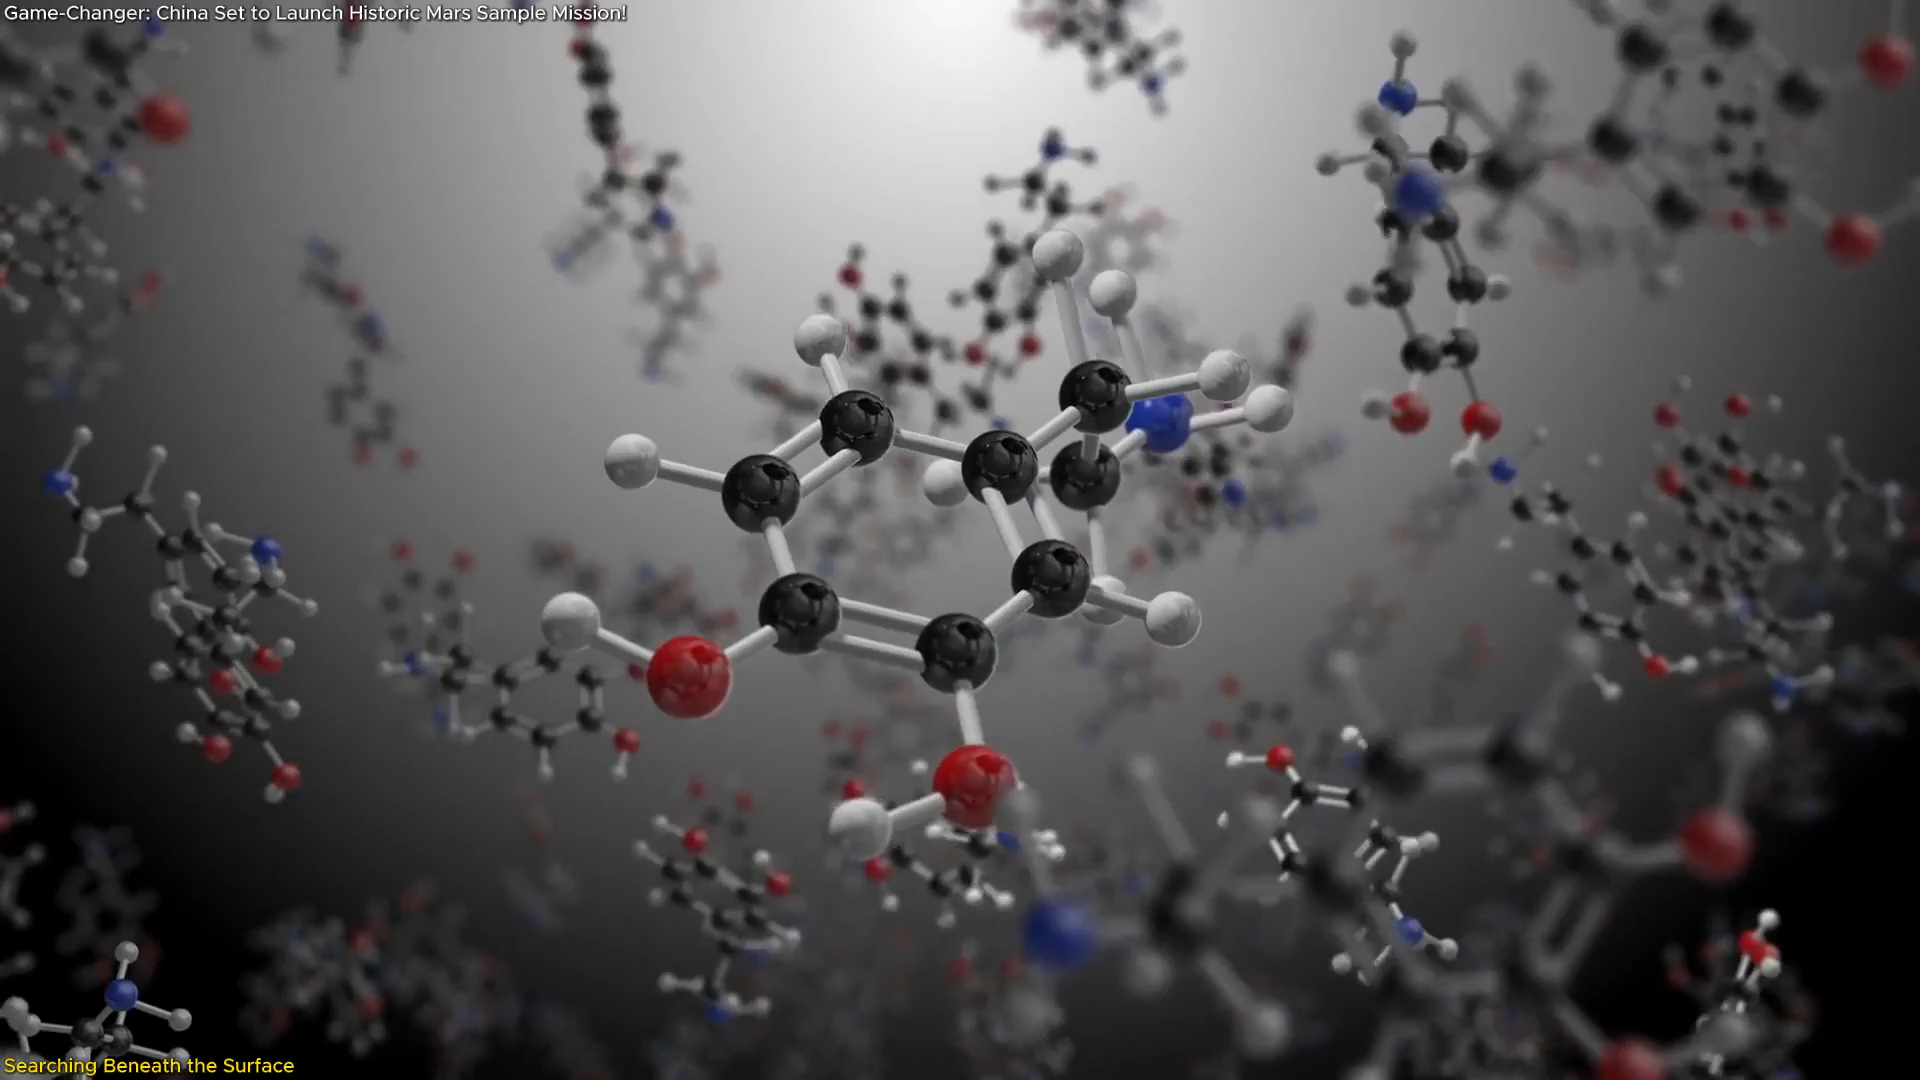 Game-Changer: China Set to Launch Historic Mars Sample Mission!
Searching Beneath the Surface